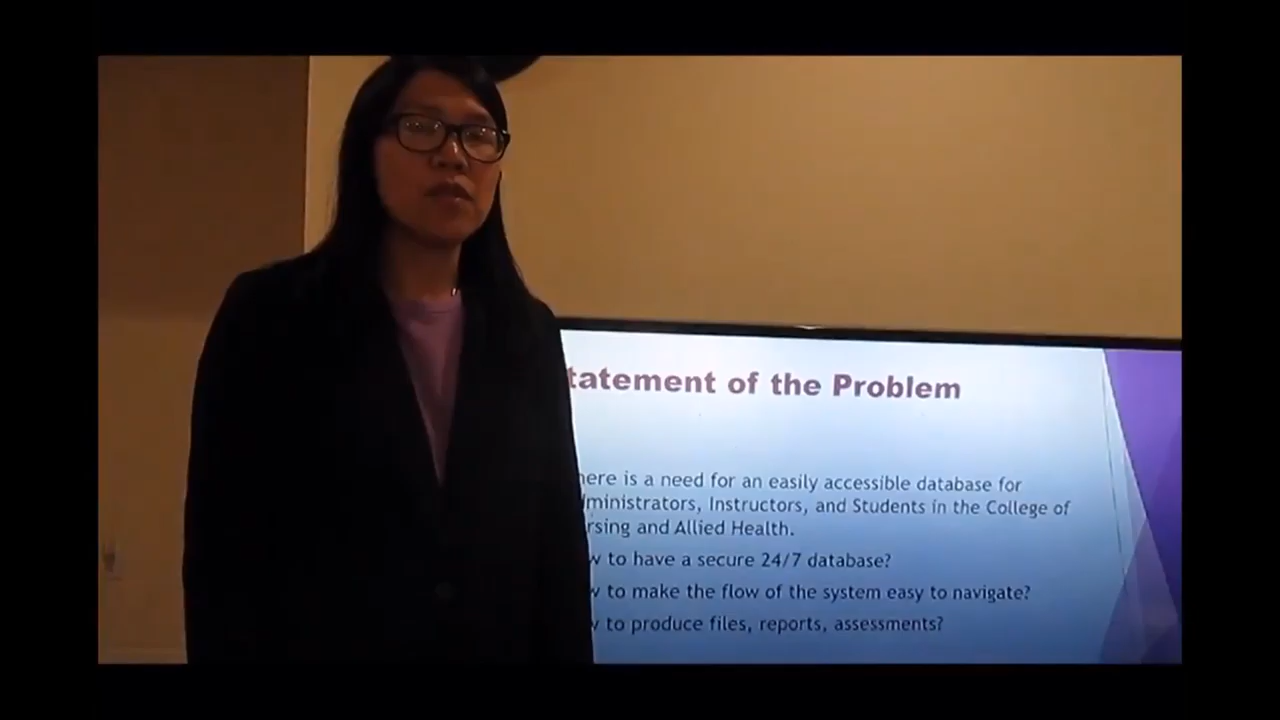 tatement of the Problem
here is a need for an easily accessible database for
ministrators, Instructors, and Students in the College of
rsing and Allied Health.
w to have a secure 24/7 database?
w to make the flow of the system easy to navigate?
to produce files, reports, assessments?